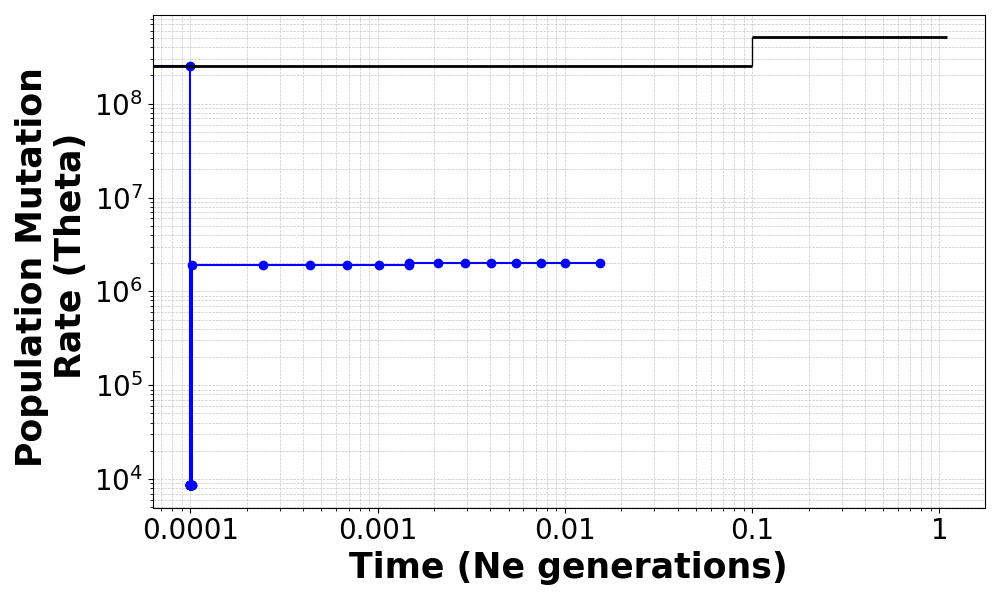 Population Mutation
Rate (Theta)
10^8
10^7
10^6
10^5
10^4
0.0001 0.001 0.01 0.1 1
Time (Ne generations)